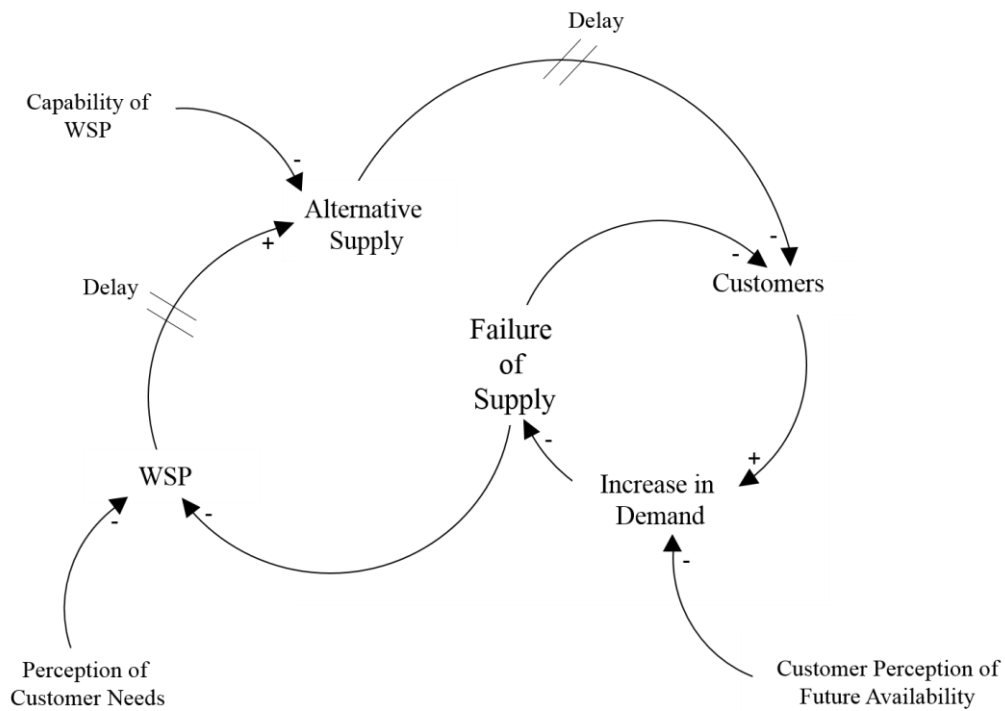 Delay
Capability of
WSP
-
Alternative
Supply
+
-
-
Customers
Delay
Failure
of
Supply
-
+
WSP
-
-
Increase in
Demand
-
Perception of
Customer Needs
Customer Perception of
Future Availability